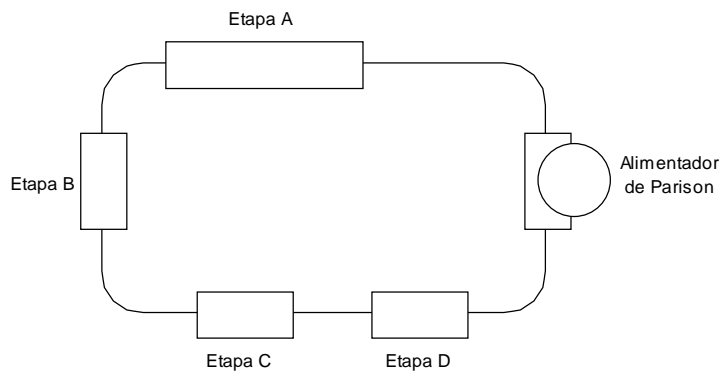 Etapa A
Etapa B
Alimentador
de Parison
Etapa C
Etapa D